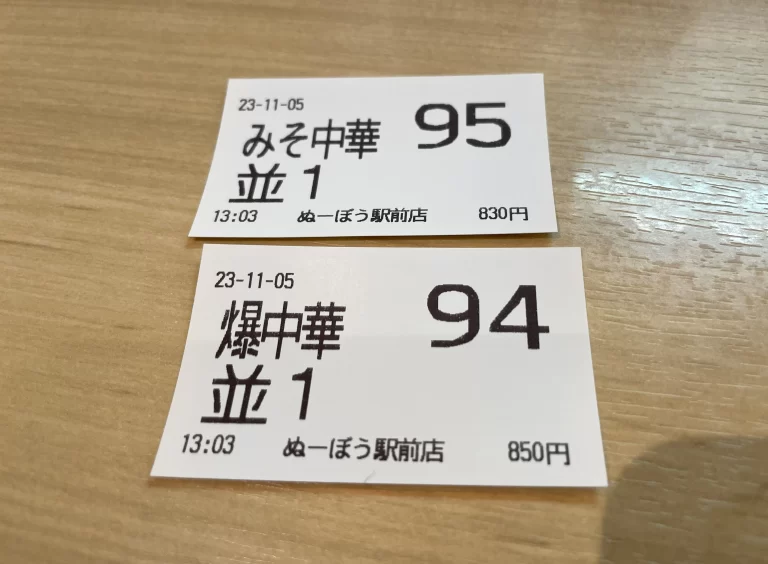 23-11-05
みそ中華 95
並 1
13:03 ぬーぼう駅前店 830円
23-11-05
爆中華 94
並 1
13:03 ぬーぼう駅前店 850円